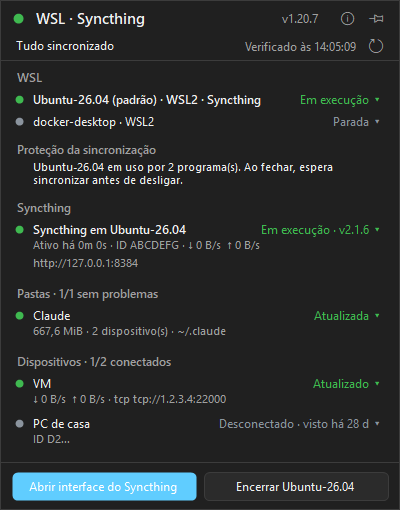 WSL · Syncthing
v1.20.7
Tudo sincronizado
Verificado às 14:05:09
WSL
Ubuntu-26.04 (padrão) · WSL2 · Syncthing
Em execução
docker-desktop · WSL2
Parada
Proteção da sincronização
Ubuntu-26.04 em uso por 2 programa(s). Ao fechar, espera
sincronizar antes de desligar.
Syncthing
Syncthing em Ubuntu-26.04
Em execução · v2.1.6
Ativo há 0m 0s · ID ABCDEFG · ↓ 0 B/s ↑ 0 B/s
http://127.0.0.1:8384
Pastas · 1/1 sem problemas
Claude
Atualizada
667,6 MiB · 2 dispositivo(s) · ~/.claude
Dispositivos · 1/2 conectados
VM
Atualizado
↓ 0 B/s ↑ 0 B/s · tcp tcp://1.2.3.4:22000
PC de casa
Desconectado · visto há 28 d
ID D2...
Abrir interface do Syncthing
Encerrar Ubuntu-26.04